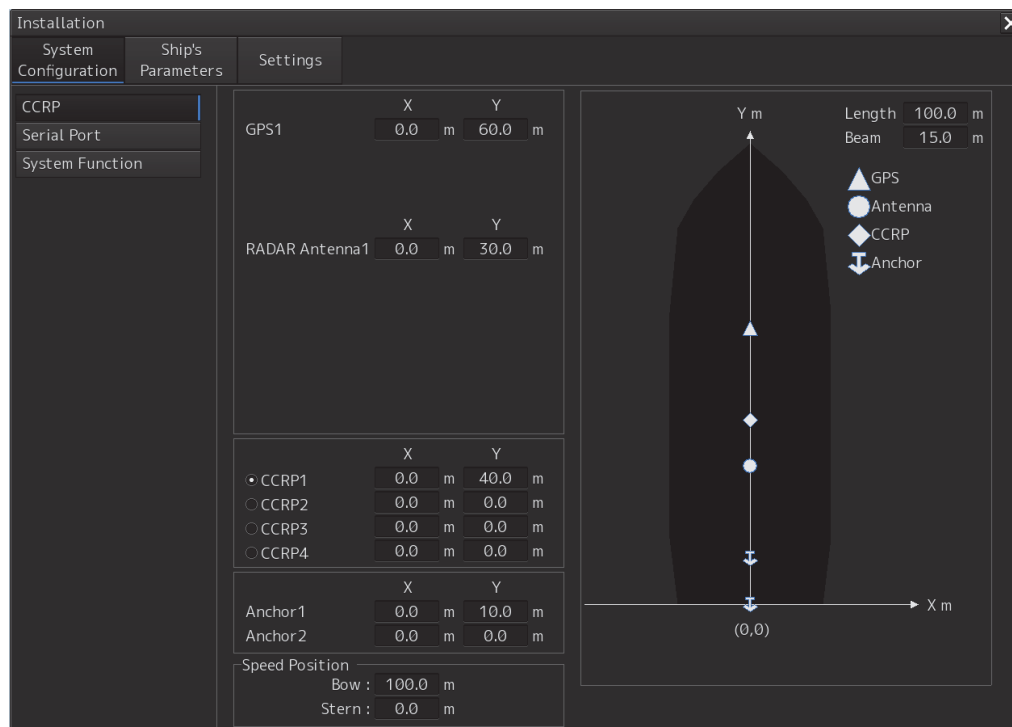 Installation
System Configuration
Ship's Parameters
Settings
CCRP
Serial Port
System Function
X Y
GPS1 0.0 m 60.0 m
X Y
RADAR Antenna1 0.0 m 30.0 m
X Y
CCRP1 0.0 m 40.0 m
CCRP2 0.0 m 0.0 m
CCRP3 0.0 m 0.0 m
CCRP4 0.0 m 0.0 m
X Y
Anchor1 0.0 m 10.0 m
Anchor2 0.0 m 0.0 m
Speed Position
Bow : 100.0 m
Stern : 0.0 m
Y m
Length 100.0 m
Beam 15.0 m
GPS
Antenna
CCRP
Anchor
X m
(0,0)